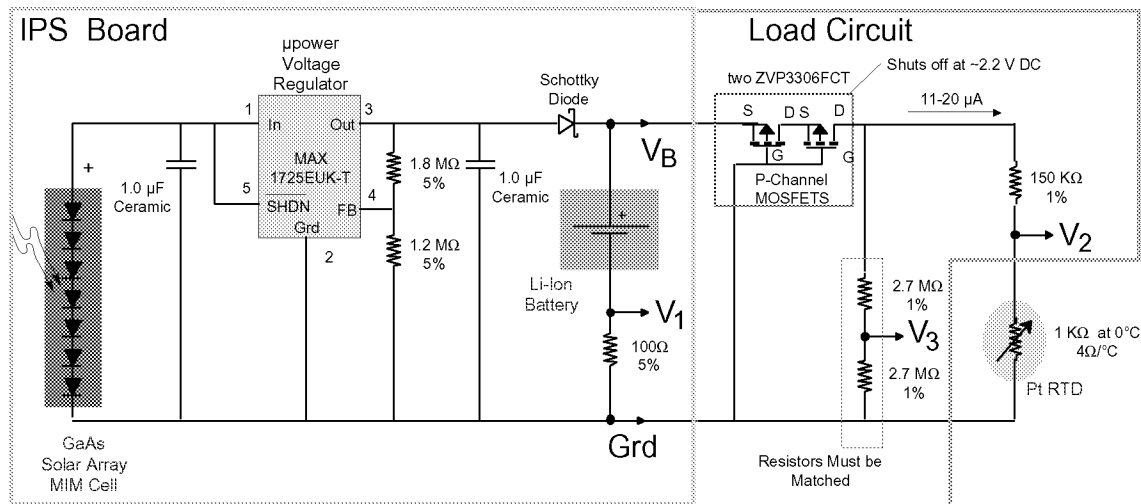 IPS Board
Load Circuit
µpower
Voltage
Regulator
1
3
In
Out
MAX
1725EUK-T
5
4
SHDN
FB
Grd
2
+
1.0 µF
Ceramic
1.8 MΩ
5%
1.2 MΩ
5%
1.0 µF
Ceramic
Schottky
Diode
VB
+
Li-Ion
Battery
V1
100Ω
5%
Grd
GaAs
Solar Array
MIM Cell
two ZVP3306FCT
Shuts off at ~2.2 V DC
S
D S
D
G
G
P-Channel
MOSFETS
11-20 µA
150 KΩ
1%
V2
2.7 MΩ
1%
V3
2.7 MΩ
1%
1 KΩ at 0°C
4Ω/°C
Pt RTD
Resistors Must be
Matched